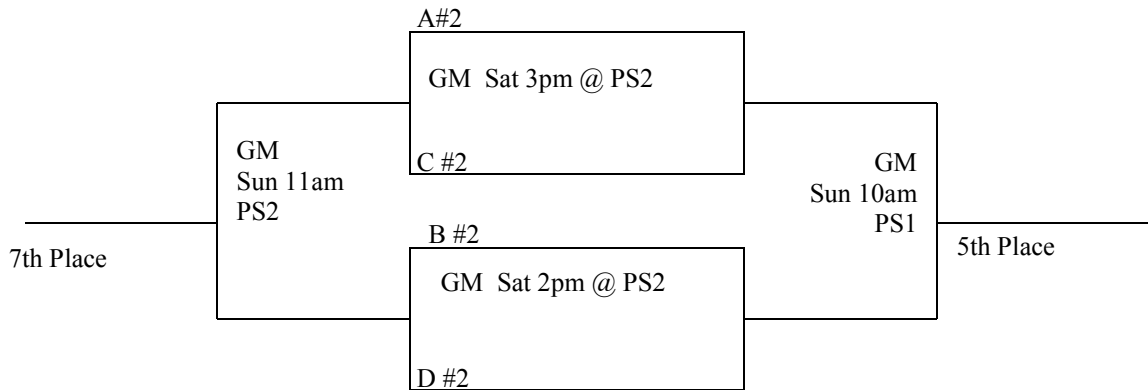 A#2
GM Sat 3pm @ PS2
C #2
GM
Sun 11am
PS2
GM
Sun 10am
PS1
7th Place
5th Place
B #2
GM Sat 2pm @ PS2
D #2